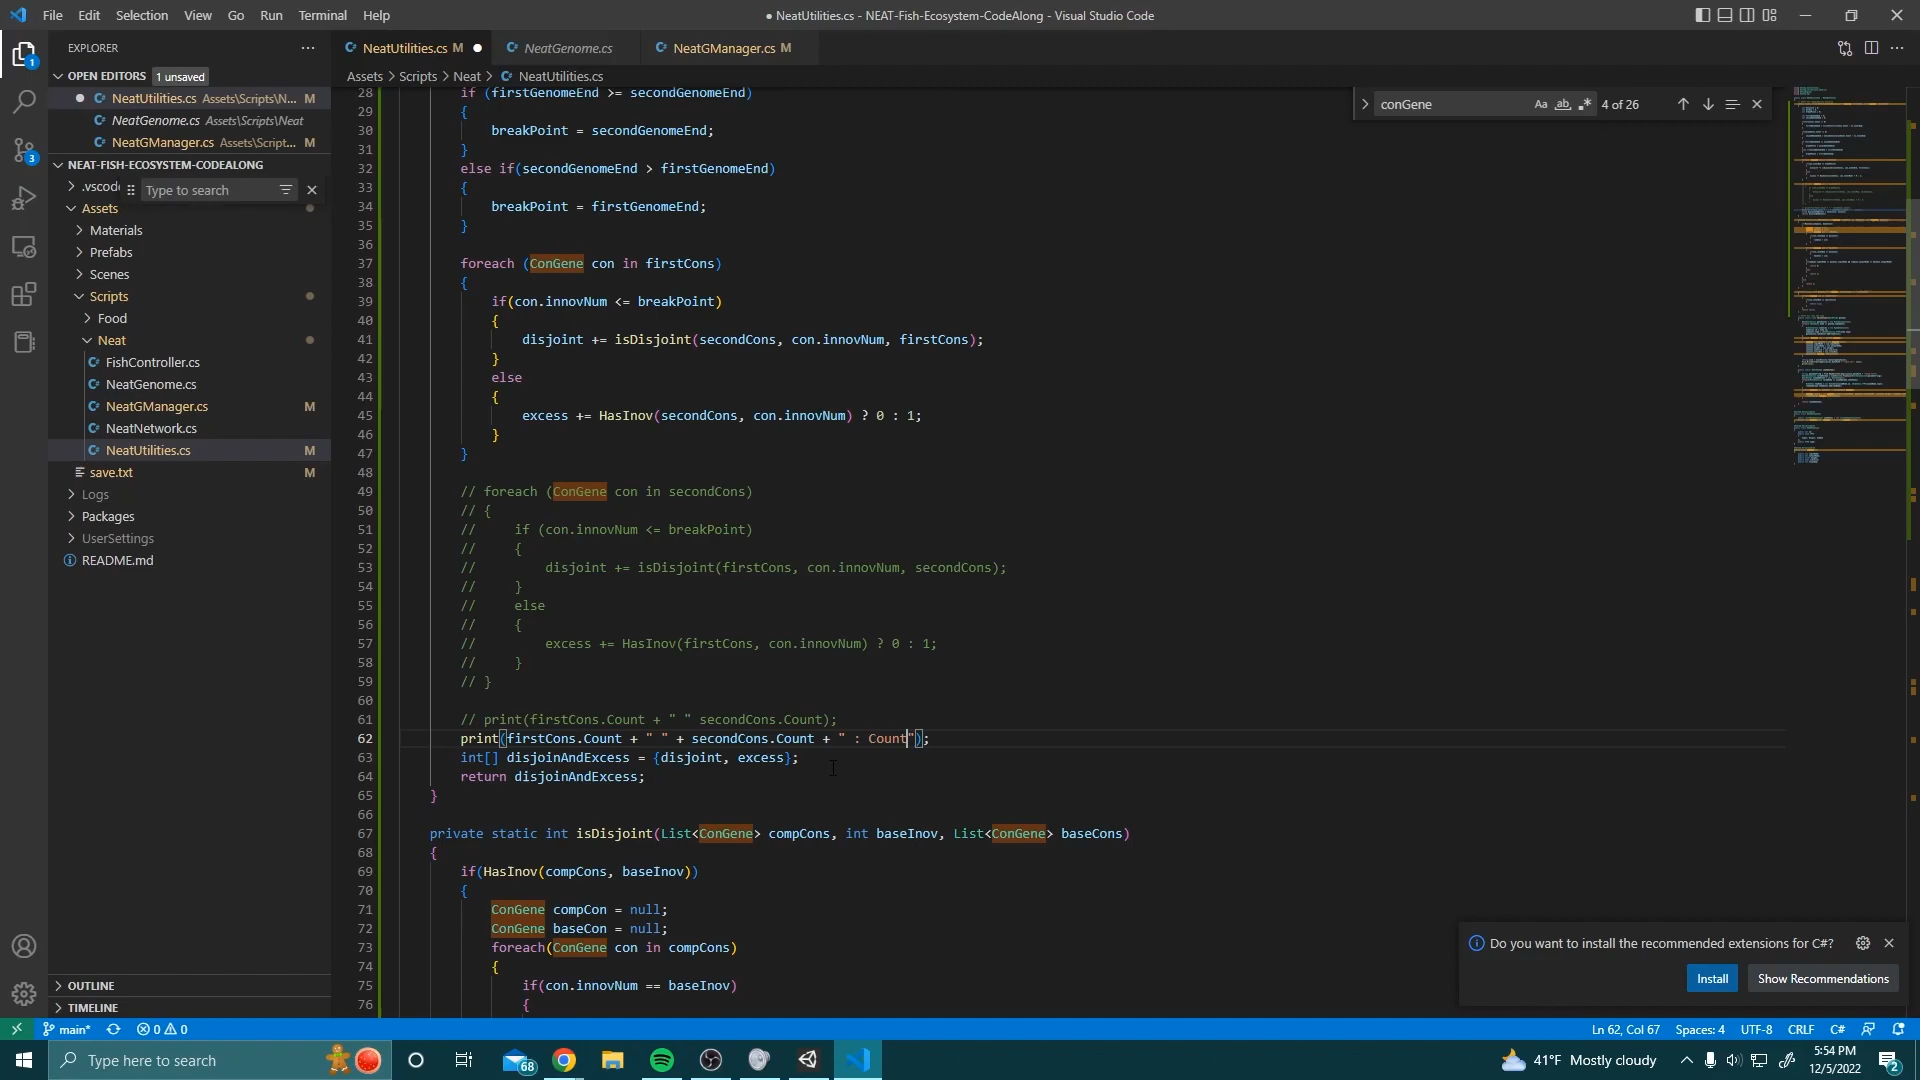 File Edit Selection View Go Run Terminal Help
● NeatUtilities.cs - NEAT-Fish-Ecosystem-CodeAlong - Visual Studio Code
EXPLORER
OPEN EDITORS 1 unsaved
NeatUtilities.cs Assets\Scripts\N... M
NeatGenome.cs Assets\Scripts\Neat
NeatGManager.cs Assets\Script... M
NEAT-FISH-ECOSYSTEM-CODEALONG
.vscode
Type to search
Assets
Materials
Prefabs
Scenes
Scripts
Food
Neat
FishController.cs
NeatGenome.cs
NeatGManager.cs M
NeatNetwork.cs
NeatUtilities.cs M
save.txt M
Logs
Packages
UserSettings
README.md
OUTLINE
TIMELINE
NeatUtilities.cs M NeatGenome.cs NeatGManager.cs M
Assets > Scripts > Neat > NeatUtilities.cs
conGene Aa ab 4 of 26
28 if (firstGenomeEnd >= secondGenomeEnd)
29 {
30 breakPoint = secondGenomeEnd;
31 }
32 else if(secondGenomeEnd > firstGenomeEnd)
33 {
34 breakPoint = firstGenomeEnd;
35 }
36
37 foreach (ConGene con in firstCons)
38 {
39 if(con.innovNum <= breakPoint)
40 {
41 disjoint += isDisjoint(secondCons, con.innovNum, firstCons);
42 }
43 else
44 {
45 excess += HasInov(secondCons, con.innovNum) ? 0 : 1;
46 }
47 }
48
49 // foreach (ConGene con in secondCons)
50 // {
51 // if (con.innovNum <= breakPoint)
52 // {
53 // disjoint += isDisjoint(firstCons, con.innovNum, secondCons);
54 // }
55 // else
56 // {
57 // excess += HasInov(firstCons, con.innovNum) ? 0 : 1;
58 // }
59 // }
60
61 // print(firstCons.Count + " " secondCons.Count);
62 print(firstCons.Count + " " + secondCons.Count + " : Count");
63 int[] disjoinAndExcess = {disjoint, excess};
64 return disjoinAndExcess;
65 }
66
67 private static int isDisjoint(List<ConGene> compCons, int baseInov, List<ConGene> baseCons)
68 {
69 if(HasInov(compCons, baseInov))
70 {
71 ConGene compCon = null;
72 ConGene baseCon = null;
73 foreach(ConGene con in compCons)
74 {
75 if(con.innovNum == baseInov)
76 {
Do you want to install the recommended extensions for C#?
Install Show Recommendations
main* 0 0
Ln 62, Col 67 Spaces: 4 UTF-8 CRLF C#
Type here to search
68
41°F Mostly cloudy
5:54 PM
12/5/2022
2